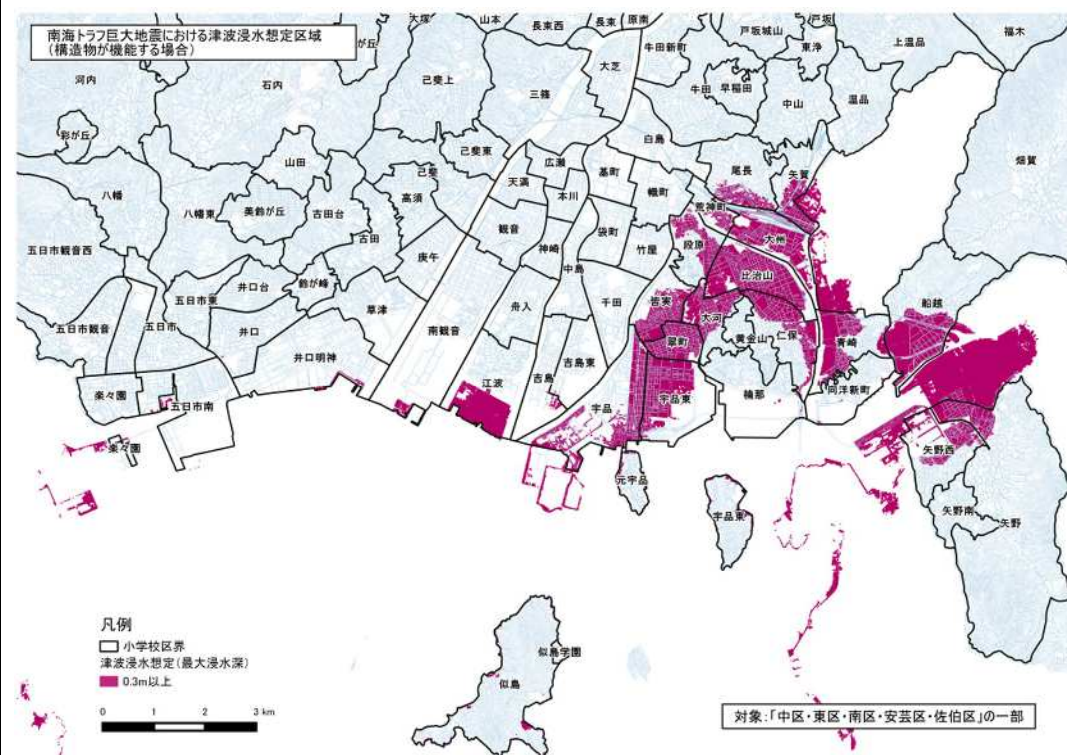 南海トラフ巨大地震における津波浸水想定区域
(構造物が機能する場合)
大塚
山本
長束西
長束
原南
戸坂
戸坂城山
福木
が丘
牛田新町
東浄
上温品
河内
石内
己斐上
大芝
三篠
牛田
早稲田
中山
温品
彩が丘
白島
畑賀
山田
己斐東
広瀬
基町
尾長
矢賀
己斐
天満
本川
幟町
八幡
八幡東
美鈴が丘
古田台
高須
荒神町
観音
袋町
大州
五日市観音西
古田
庚午
神崎
竹屋
段原
中島
比治山
井口台
鈴が峰
五日市東
舟入
千田
皆実
大河
船越
五日市観音
五日市
井口
草津
南観音
翠町
黄金山
仁保
青崎
井口明神
吉島東
向洋新町
江波
吉島
楽々園
五日市南
宇品
宇品東
楠那
楽々園
矢野西
元宇品
宇品東
矢野南
矢野
凡例
小学校区界
津波浸水想定(最大浸水深)
0.3m以上
0 1 2 3 km
似島学園
似島
対象:「中区・東区・南区・安芸区・佐伯区」の一部